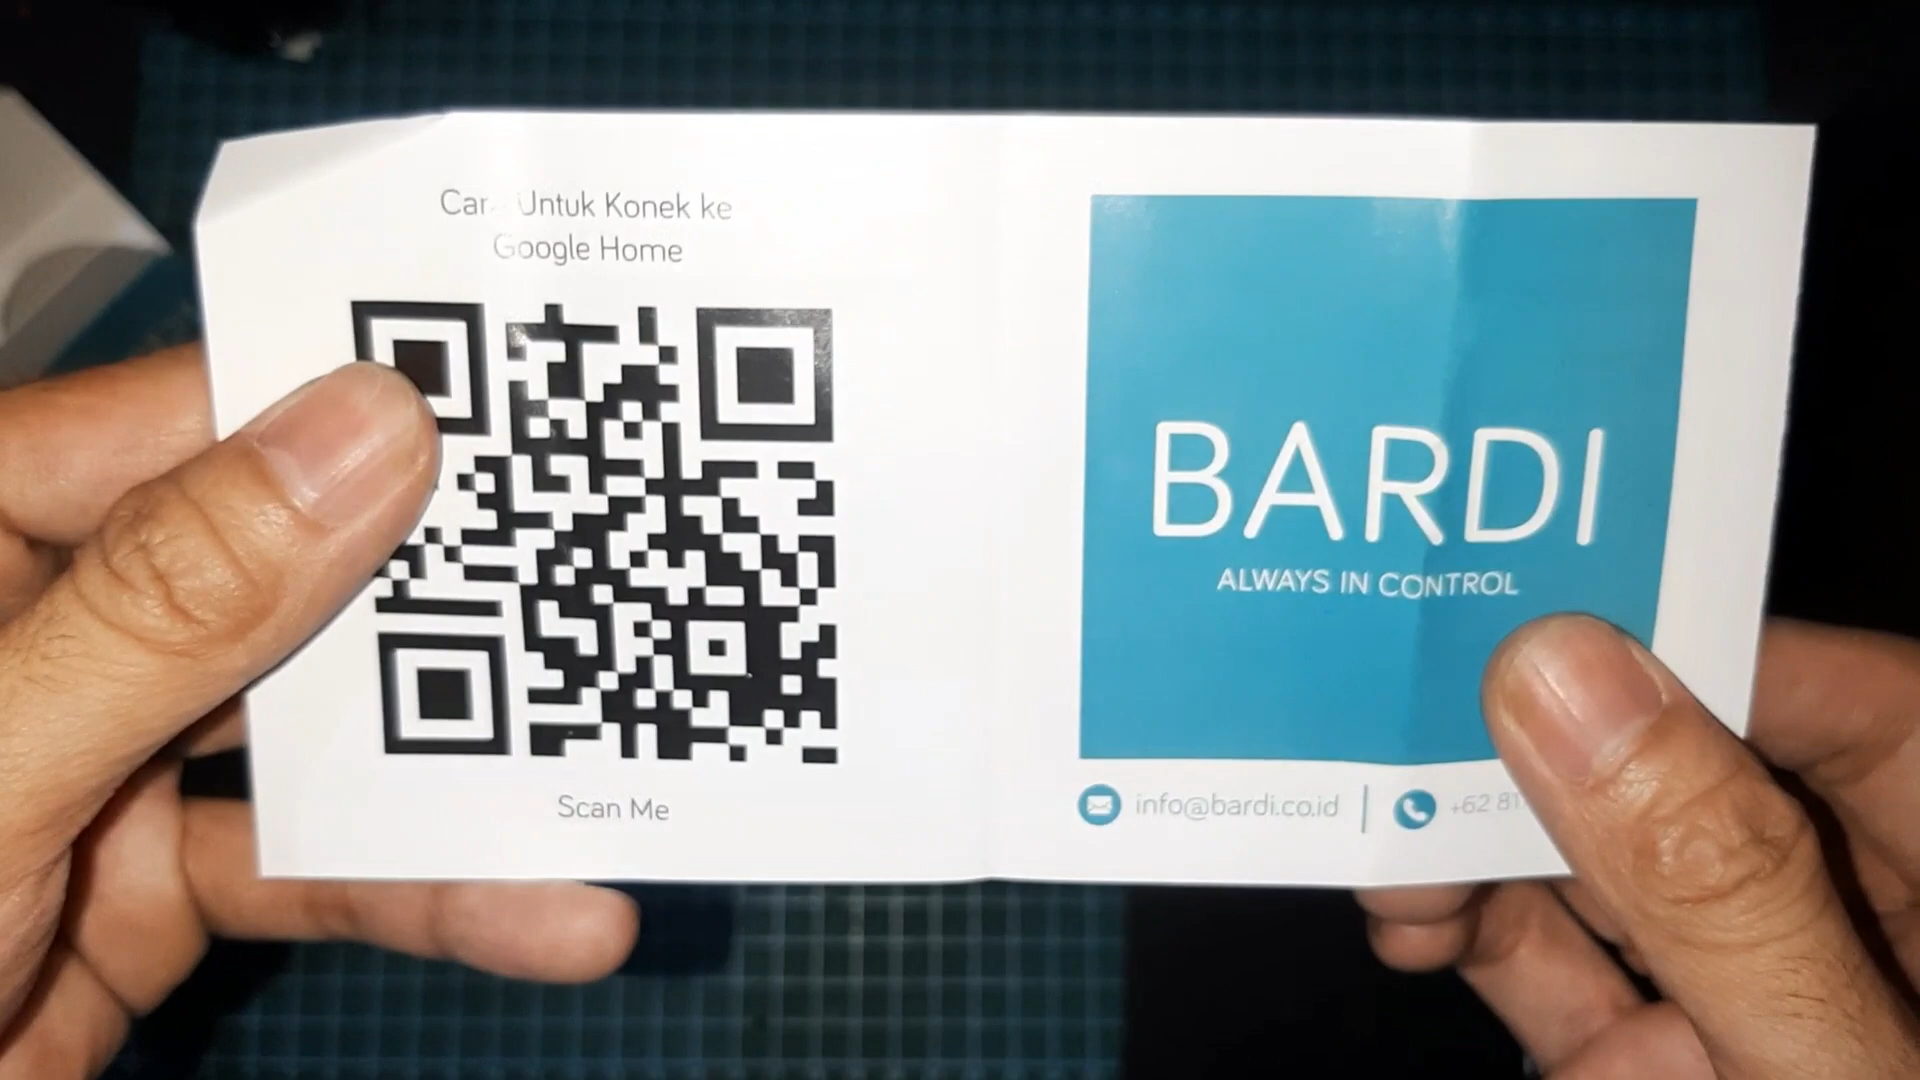 Untuk Konek ke
Google Home
Scan Me
BARDI
ALWAYS IN CONTROL
info@bardi.co.id
+62 81